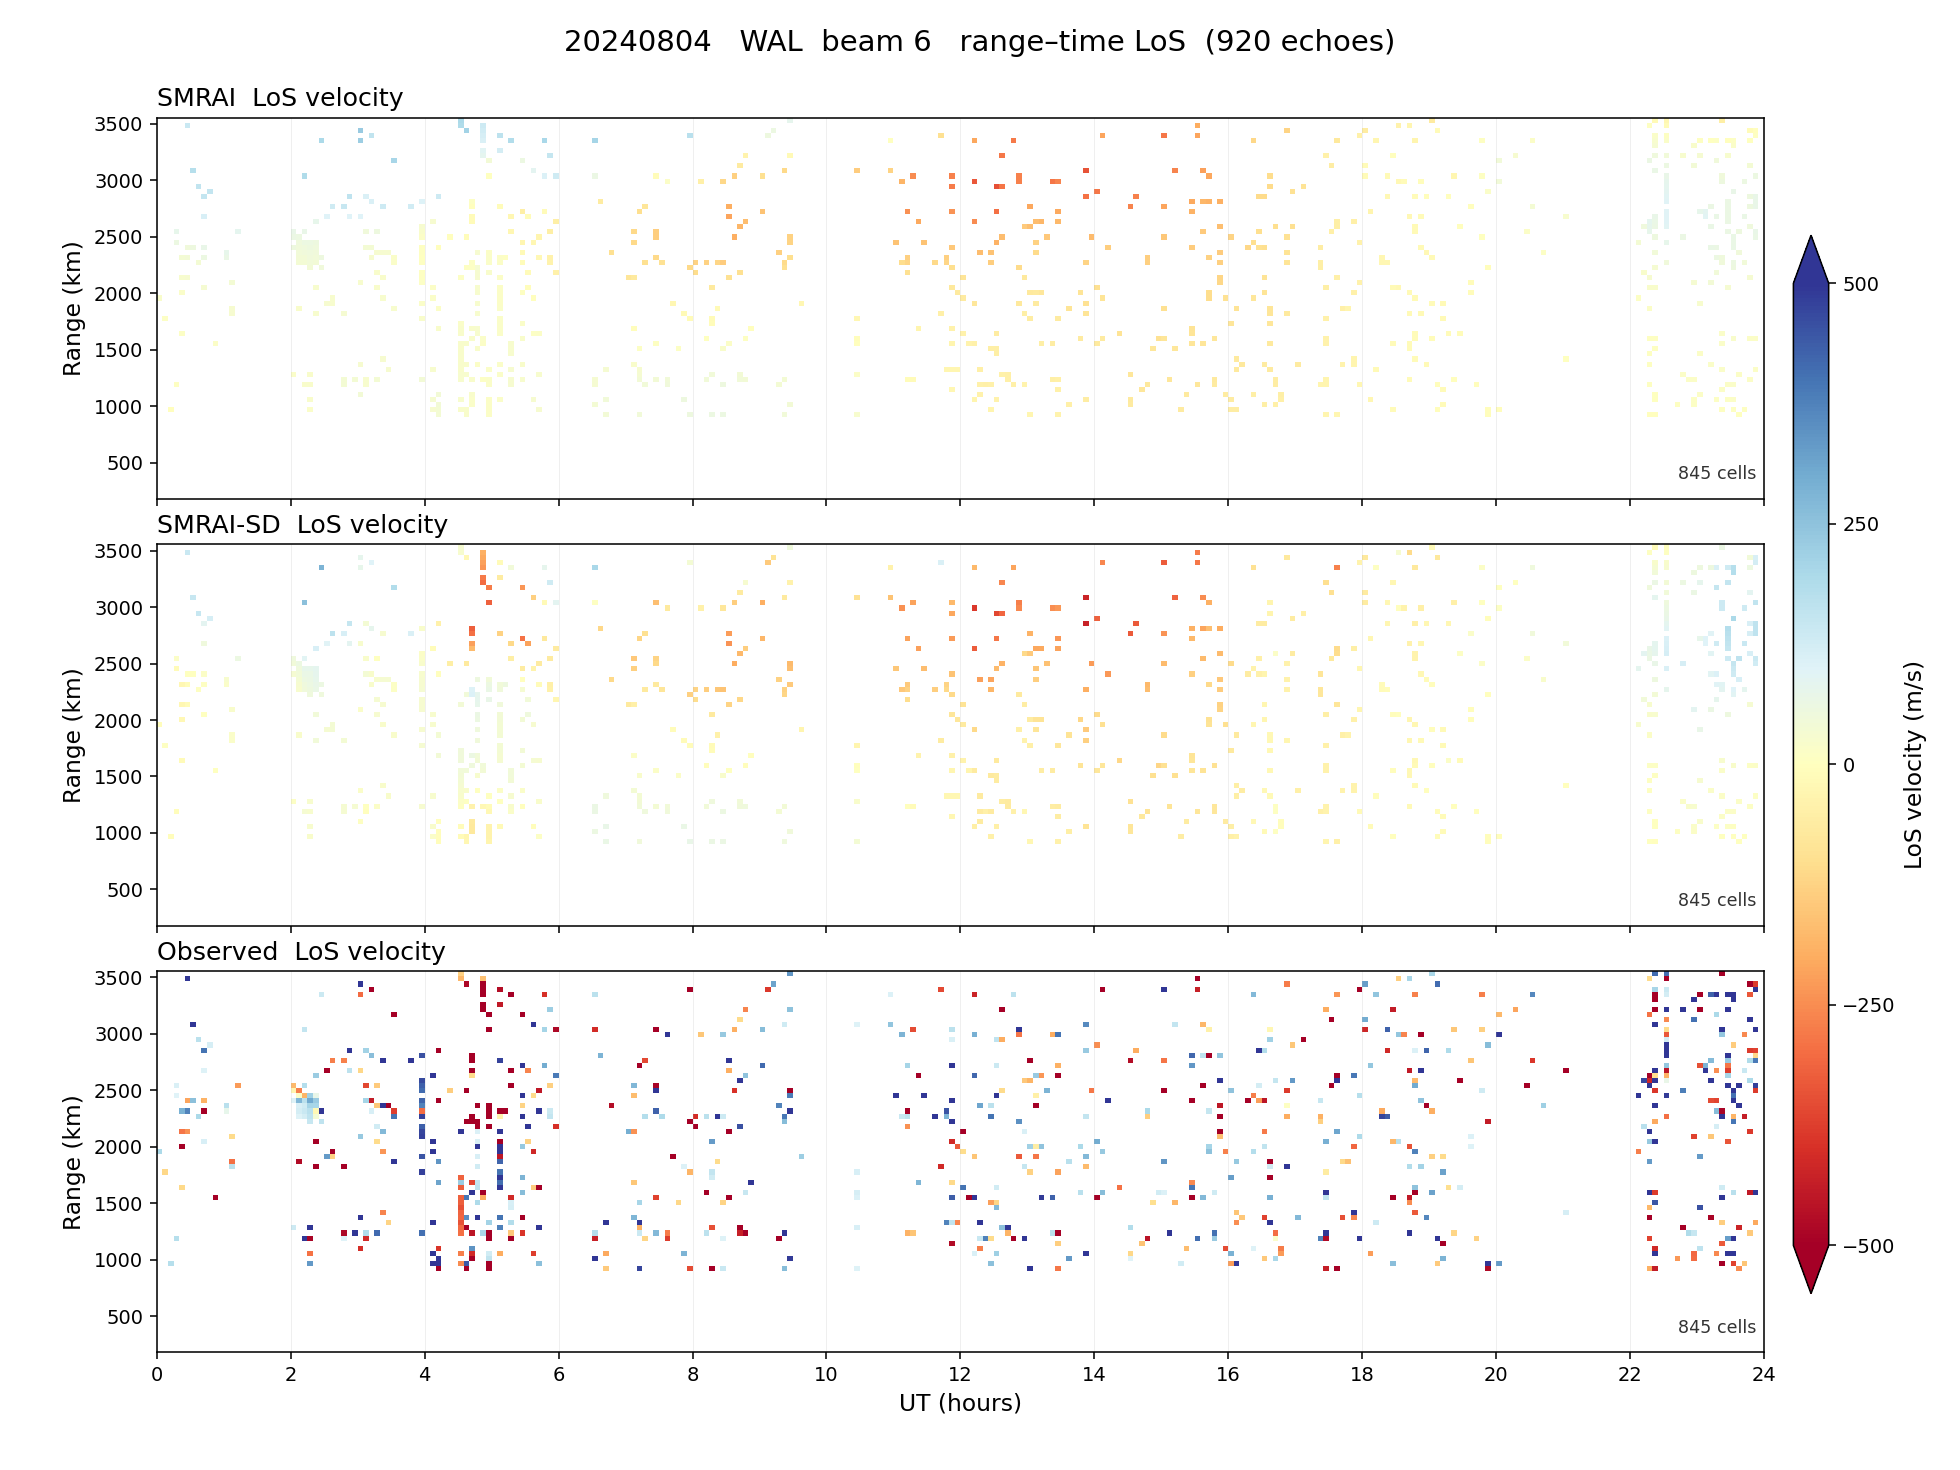 20240804   WAL  beam 6   range–time LoS  (920 echoes)
SMRAI  LoS velocity
3500
3000
2500
2000
1500
1000
500
Range (km)
845 cells
SMRAI-SD  LoS velocity
3500
3000
2500
2000
1500
1000
500
Range (km)
845 cells
Observed  LoS velocity
3500
3000
2500
2000
1500
1000
500
Range (km)
845 cells
0 2 4 6 8 10 12 14 16 18 20 22 24
UT (hours)
500
250
0
−250
−500
LoS velocity (m/s)